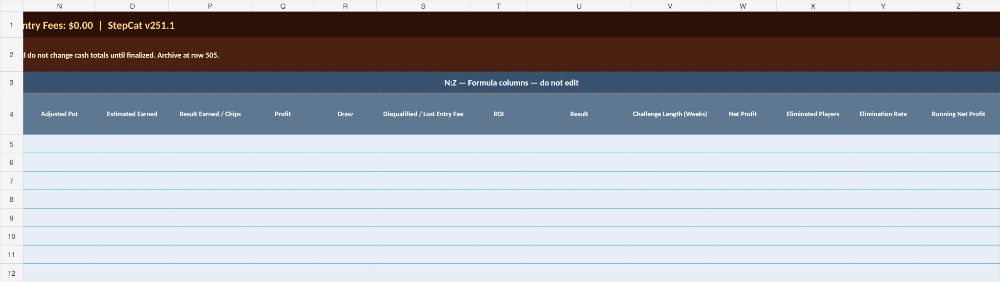 N O P Q R S T U V W X Y Z
1 ntry Fees: $0.00 | StepCat v251.1
2 d do not change cash totals until finalized. Archive at row 505.
3 N:Z — Formula columns — do not edit
4 Adjusted Pot Estimated Earned Result Earned / Chips Profit Draw Disqualified / Lost Entry Fee ROI Result Challenge Length (Weeks) Net Profit Eliminated Players Elimination Rate Running Net Profit
5
6
7
8
9
10
11
12